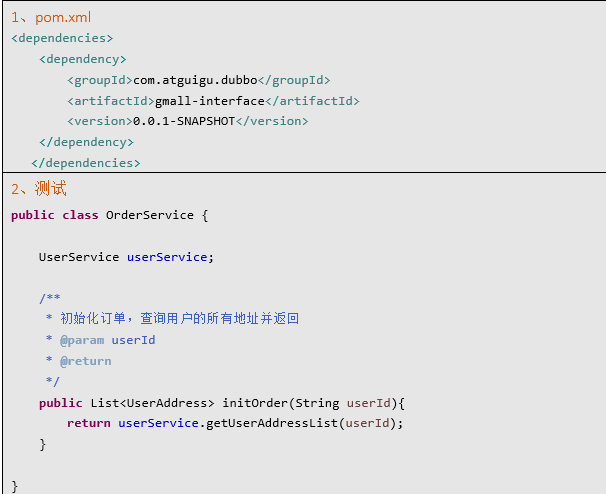 1、pom.xml
<dependencies>
    <dependency>
        <groupId>com.atguigu.dubbo</groupId>
        <artifactId>gmall-interface</artifactId>
        <version>0.0.1-SNAPSHOT</version>
    </dependency>
   </dependencies>
2、测试
public class OrderService {
    UserService userService;
    /**
     * 初始化订单，查询用户的所有地址并返回
     * @param userId
     * @return
     */
    public List<UserAddress> initOrder(String userId){
        return userService.getUserAddressList(userId);
    }
}